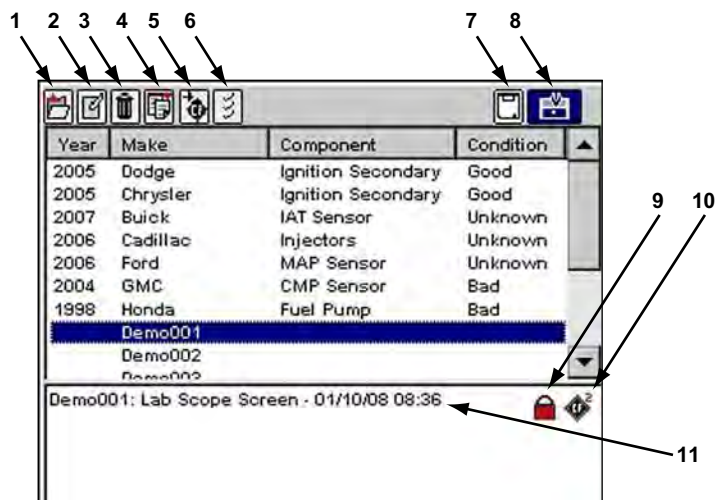 1 2 3 4 5 6 7 8
Year Make Component Condition
2005 Dodge Ignition Secondary Good
2005 Chrysler Ignition Secondary Good
2007 Buick IAT Sensor Unknown
2006 Cadillac Injectors Unknown
2006 Ford MAP Sensor Unknown
2004 GMC CMP Sensor Bad
1998 Honda Fuel Pump Bad
Demo001
Demo002
Demo003
9 10
Demo001: Lab Scope Screen - 01/10/08 08:36
2
11